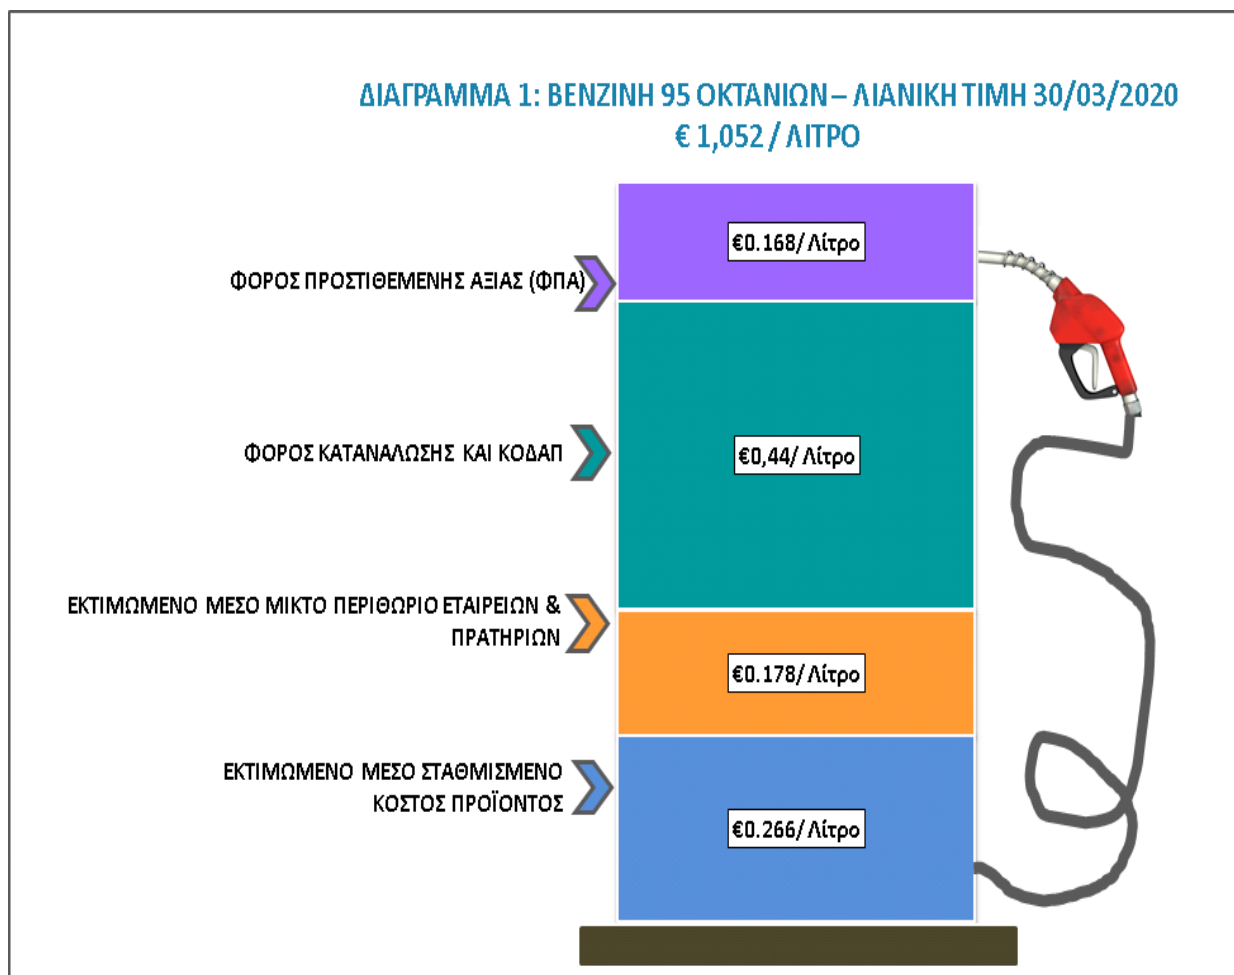 ΔΙΑΓΡΑΜΜΑ 1: ΒΕΝΖΙΝΗ 95 ΟΚΤΑΝΙΩΝ – ΛΙΑΝΙΚΗ ΤΙΜΗ 30/03/2020
€ 1,052 / ΛΙΤΡΟ
€0.168/ Λίτρο
ΦΟΡΟΣ ΠΡΟΣΤΙΘΕΜΕΝΗΣ ΑΞΙΑΣ (ΦΠΑ)
ΦΟΡΟΣ ΚΑΤΑΝΑΛΩΣΗΣ ΚΑΙ ΚΟΔΑΠ
€0,44/ Λίτρο
ΕΚΤΙΜΩΜΕΝΟ ΜΕΣΟ ΜΙΚΤΟ ΠΕΡΙΘΩΡΙΟ ΕΤΑΙΡΕΙΩΝ &
ΠΡΑΤΗΡΙΩΝ
€0.178/ Λίτρο
ΕΚΤΙΜΩΜΕΝΟ ΜΕΣΟ ΣΤΑΘΜΙΣΜΕΝΟ
ΚΟΣΤΟΣ ΠΡΟΪΟΝΤΟΣ
€0.266/ Λίτρο